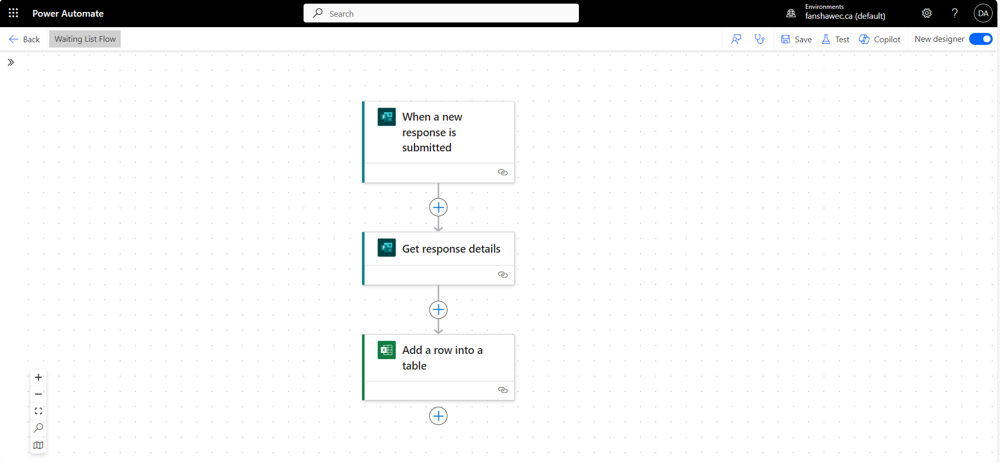 Power Automate
Search
Environments
fanshawec.ca (default)
?
DA
Back
Waiting List Flow
Save
Test
Copilot
New designer
When a new
response is
submitted
Get response details
Add a row into a
table